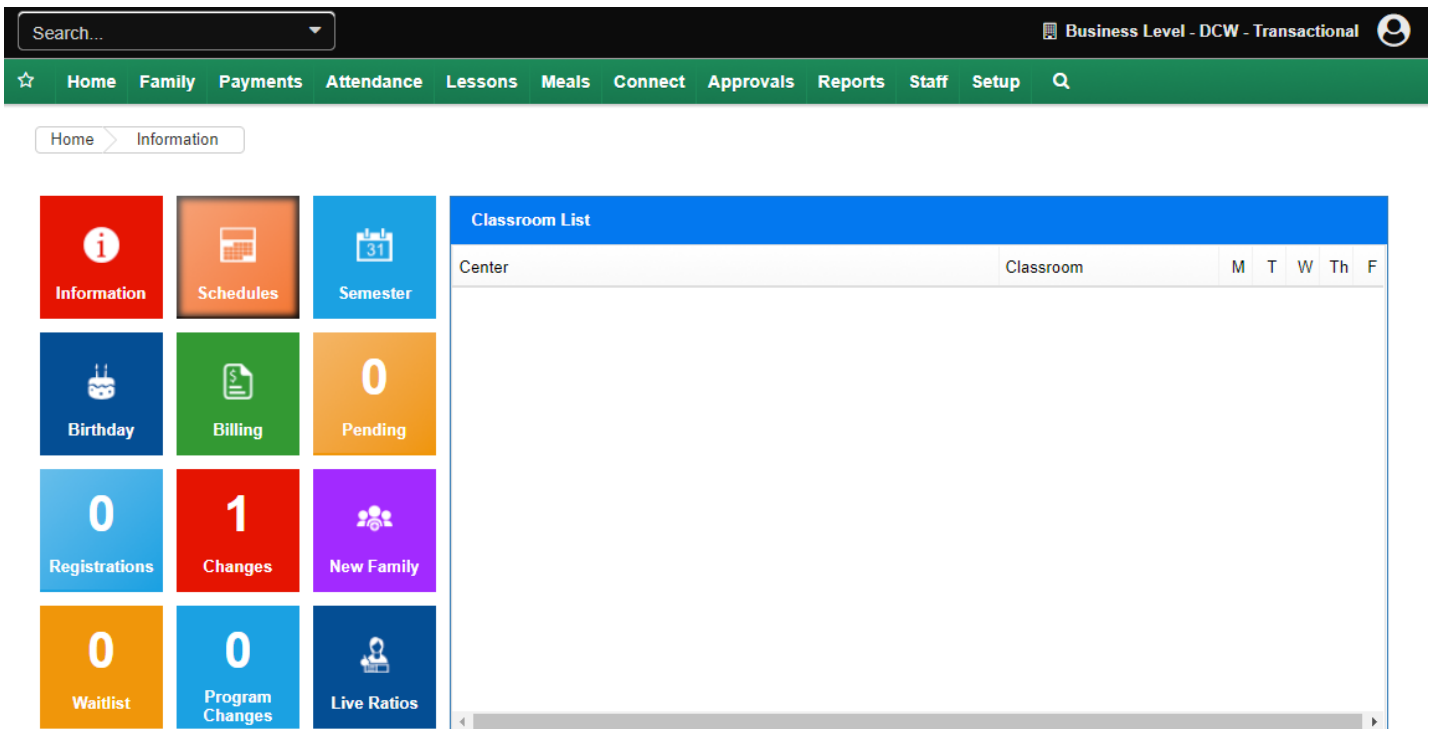 Search...
Business Level - DCW - Transactional
Home Family Payments Attendance Lessons Meals Connect Approvals Reports Staff Setup
Home Information
Information
Schedules
31
Semester
Birthday
$
Billing
0
Pending
0
Registrations
1
Changes
New Family
0
Waitlist
0
Program
Changes
Live Ratios
Classroom List
Center Classroom M T W Th F